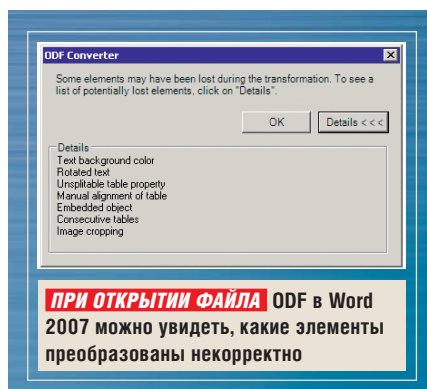 ODF Converter
Some elements may have been lost during the transformation. To see a
list of potentially lost elements, click on "Details".
OK
Details <<<
Details
Text background color
Rotated text
Unsplitable table property
Manual alignment of table
Embedded object
Consecutive tables
Image cropping
ПРИ ОТКРЫТИИ ФАЙЛА ODF в Word
2007 можно увидеть, какие элементы
преобразованы некорректно